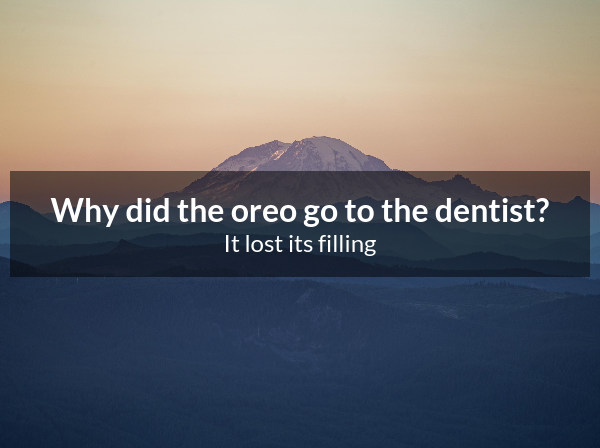 Why did the oreo go to the dentist?
It lost its filling